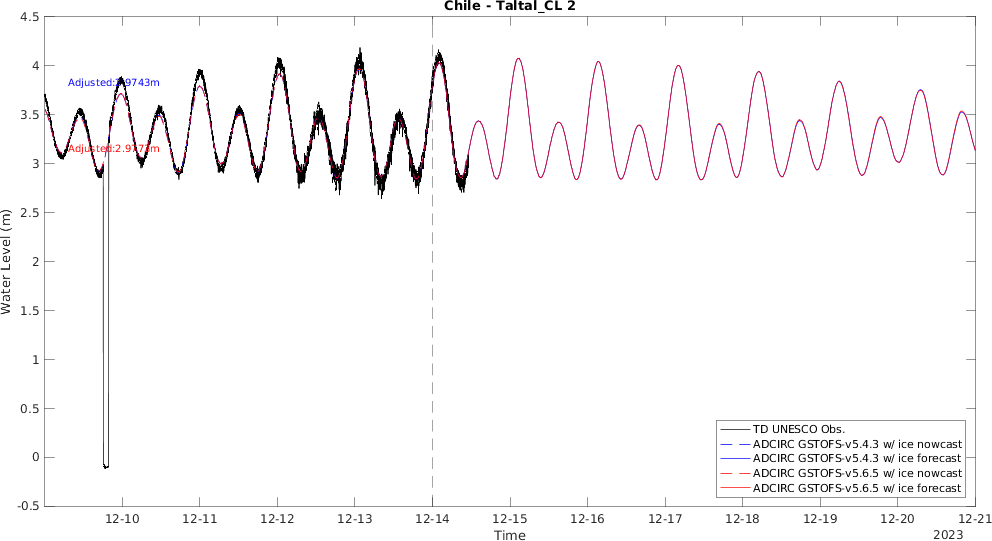 Chile - Taltal_CL 2
4.5
4
3.5
3
2.5
2
1.5
1
0.5
0
-0.5
Water Level (m)
Adjusted:2.9743m
Adjusted:2.9773m
TD UNESCO Obs.
ADCIRC GSTOFS-v5.4.3 w/ ice nowcast
ADCIRC GSTOFS-v5.4.3 w/ ice forecast
ADCIRC GSTOFS-v5.6.5 w/ ice nowcast
ADCIRC GSTOFS-v5.6.5 w/ ice forecast
12-10 12-11 12-12 12-13 12-14 12-15 12-16 12-17 12-18 12-19 12-20 12-21
Time
2023